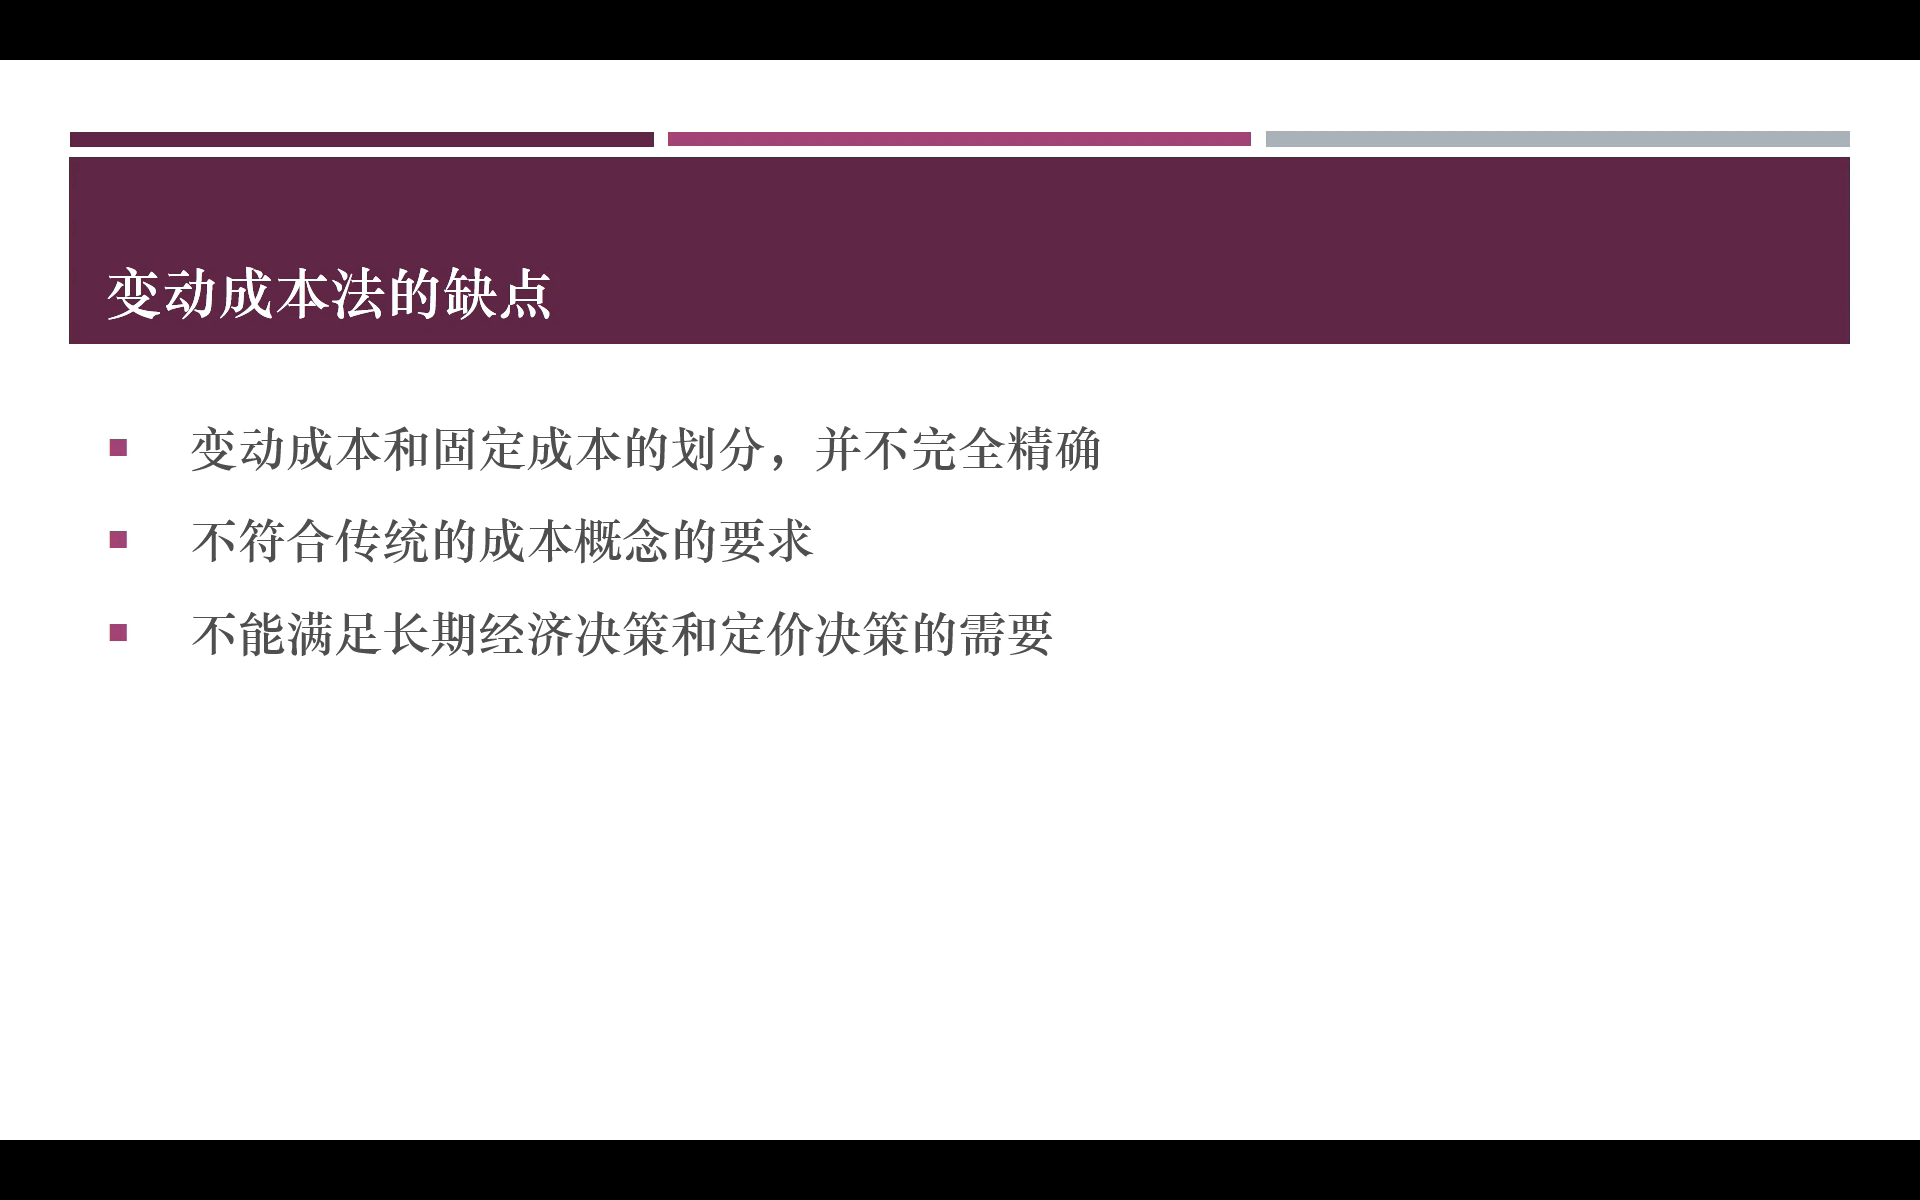 变动成本法的缺点
变动成本和固定成本的划分，并不完全精确
不符合传统的成本概念的要求
不能满足长期经济决策和定价决策的需要